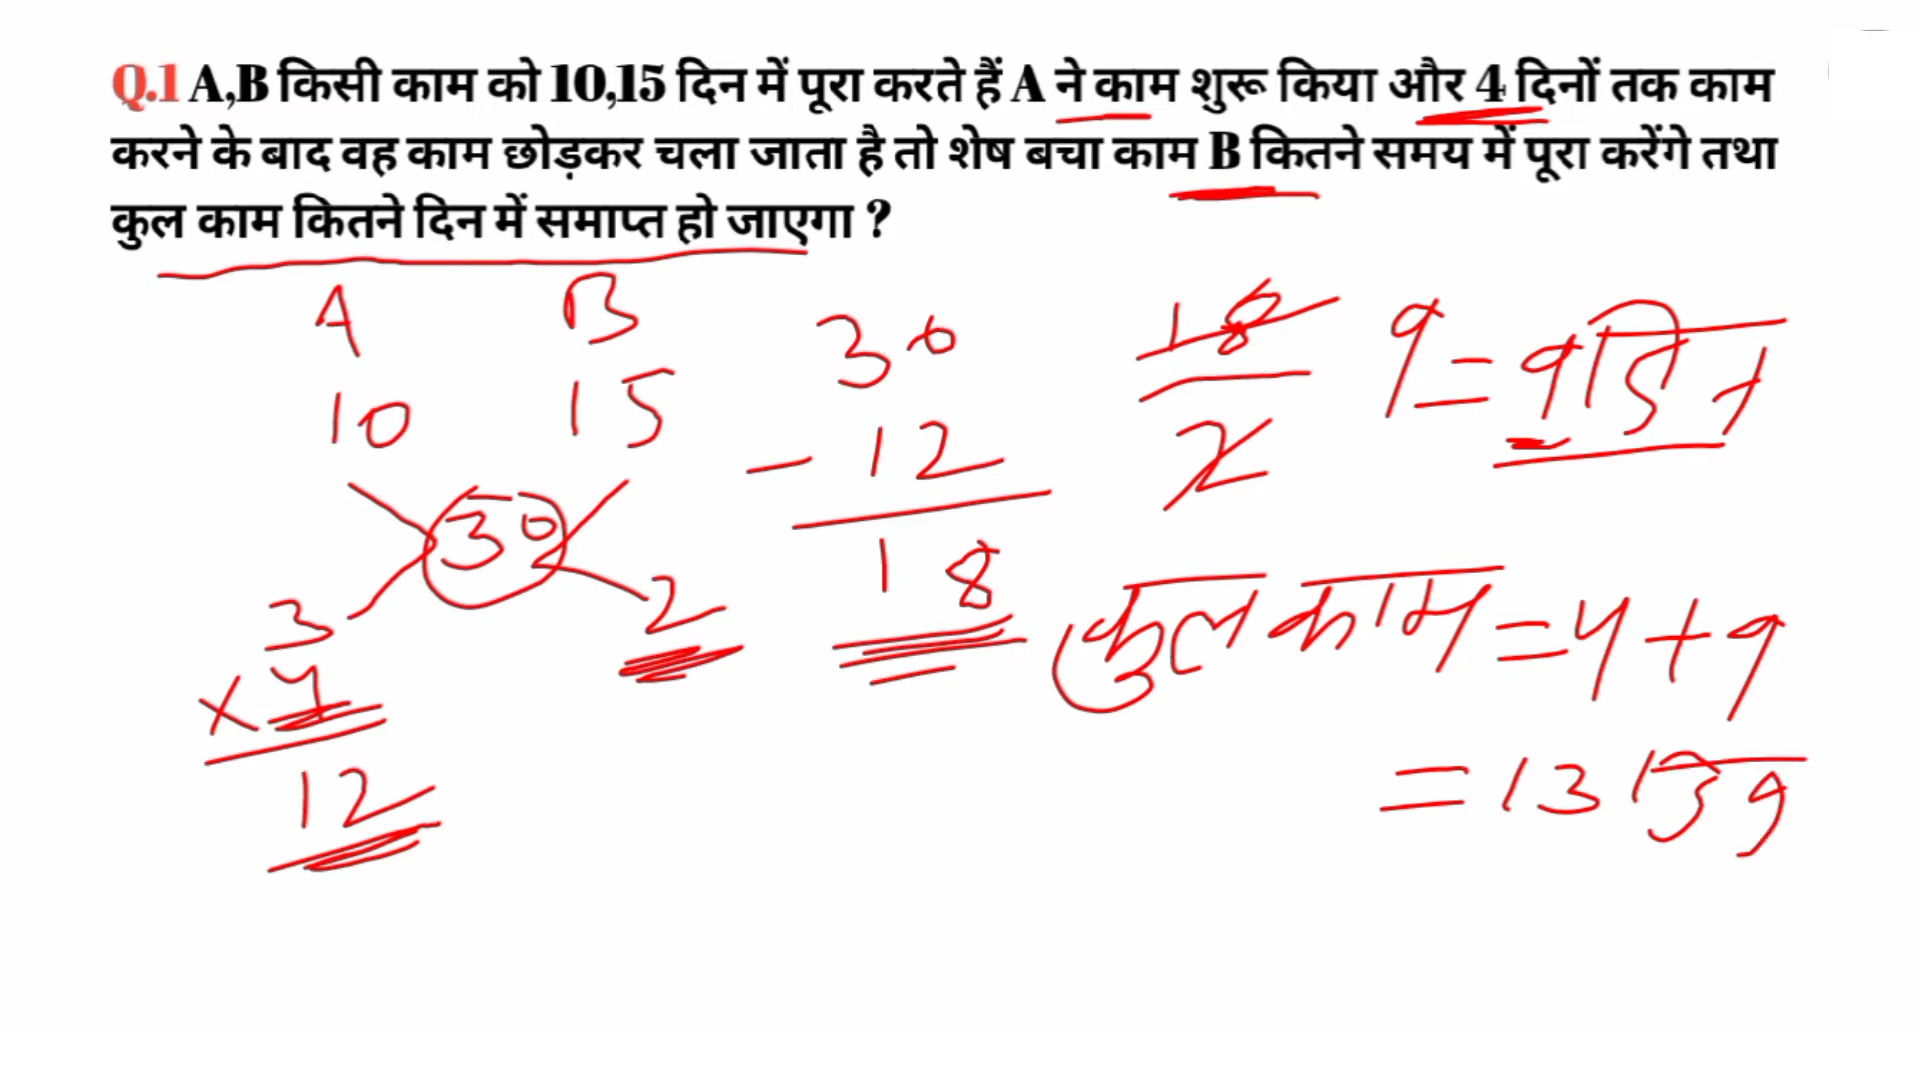 Q.1 A,B किसी काम को 10,15 दिन में पूरा करते हैं A ने काम शुरू किया और 4 दिनों तक काम
करने के बाद वह काम छोड़कर चला जाता है तो शेष बचा काम B कितने समय में पूरा करेंगे तथा
कुल काम कितने दिन में समाप्त हो जाएगा ?
A B
10 15
30
3 2
×4
12
30
- 12
18
18 9 = 9 दिन
2
कुल काम = 4 + 9
= 13 दिन